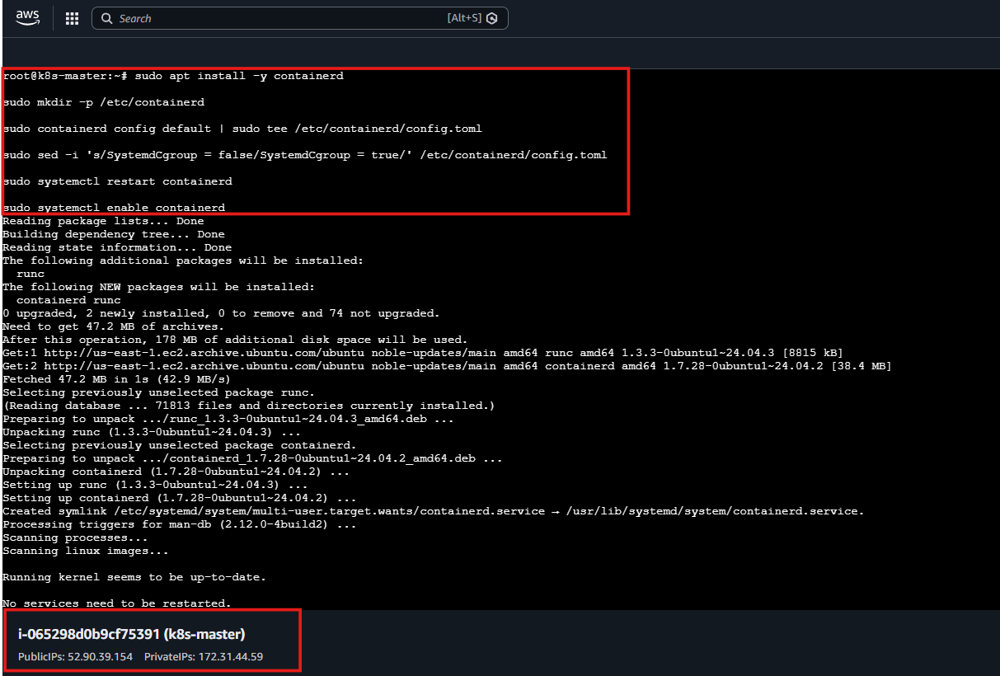 aws
Search [Alt+S]
root@k8s-master:~# sudo apt install -y containerd
sudo mkdir -p /etc/containerd
sudo containerd config default | sudo tee /etc/containerd/config.toml
sudo sed -i 's/SystemdCgroup = false/SystemdCgroup = true/' /etc/containerd/config.toml
sudo systemctl restart containerd
sudo systemctl enable containerd
Reading package lists... Done
Building dependency tree... Done
Reading state information... Done
The following additional packages will be installed:
  runc
The following NEW packages will be installed:
  containerd runc
0 upgraded, 2 newly installed, 0 to remove and 74 not upgraded.
Need to get 47.2 MB of archives.
After this operation, 178 MB of additional disk space will be used.
Get:1 http://us-east-1.ec2.archive.ubuntu.com/ubuntu noble-updates/main amd64 runc amd64 1.3.3-0ubuntu1~24.04.3 [8815 kB]
Get:2 http://us-east-1.ec2.archive.ubuntu.com/ubuntu noble-updates/main amd64 containerd amd64 1.7.28-0ubuntu1~24.04.2 [38.4 MB]
Fetched 47.2 MB in 1s (42.9 MB/s)
Selecting previously unselected package runc.
(Reading database ... 71813 files and directories currently installed.)
Preparing to unpack .../runc_1.3.3-0ubuntu1~24.04.3_amd64.deb ...
Unpacking runc (1.3.3-0ubuntu1~24.04.3) ...
Selecting previously unselected package containerd.
Preparing to unpack .../containerd_1.7.28-0ubuntu1~24.04.2_amd64.deb ...
Unpacking containerd (1.7.28-0ubuntu1~24.04.2) ...
Setting up runc (1.3.3-0ubuntu1~24.04.3) ...
Setting up containerd (1.7.28-0ubuntu1~24.04.2) ...
Created symlink /etc/systemd/system/multi-user.target.wants/containerd.service → /usr/lib/systemd/system/containerd.service.
Processing triggers for man-db (2.12.0-4build2) ...
Scanning processes...
Scanning linux images...
Running kernel seems to be up-to-date.
No services need to be restarted.
i-065298d0b9cf75391 (k8s-master)
PublicIPs: 52.90.39.154 PrivateIPs: 172.31.44.59